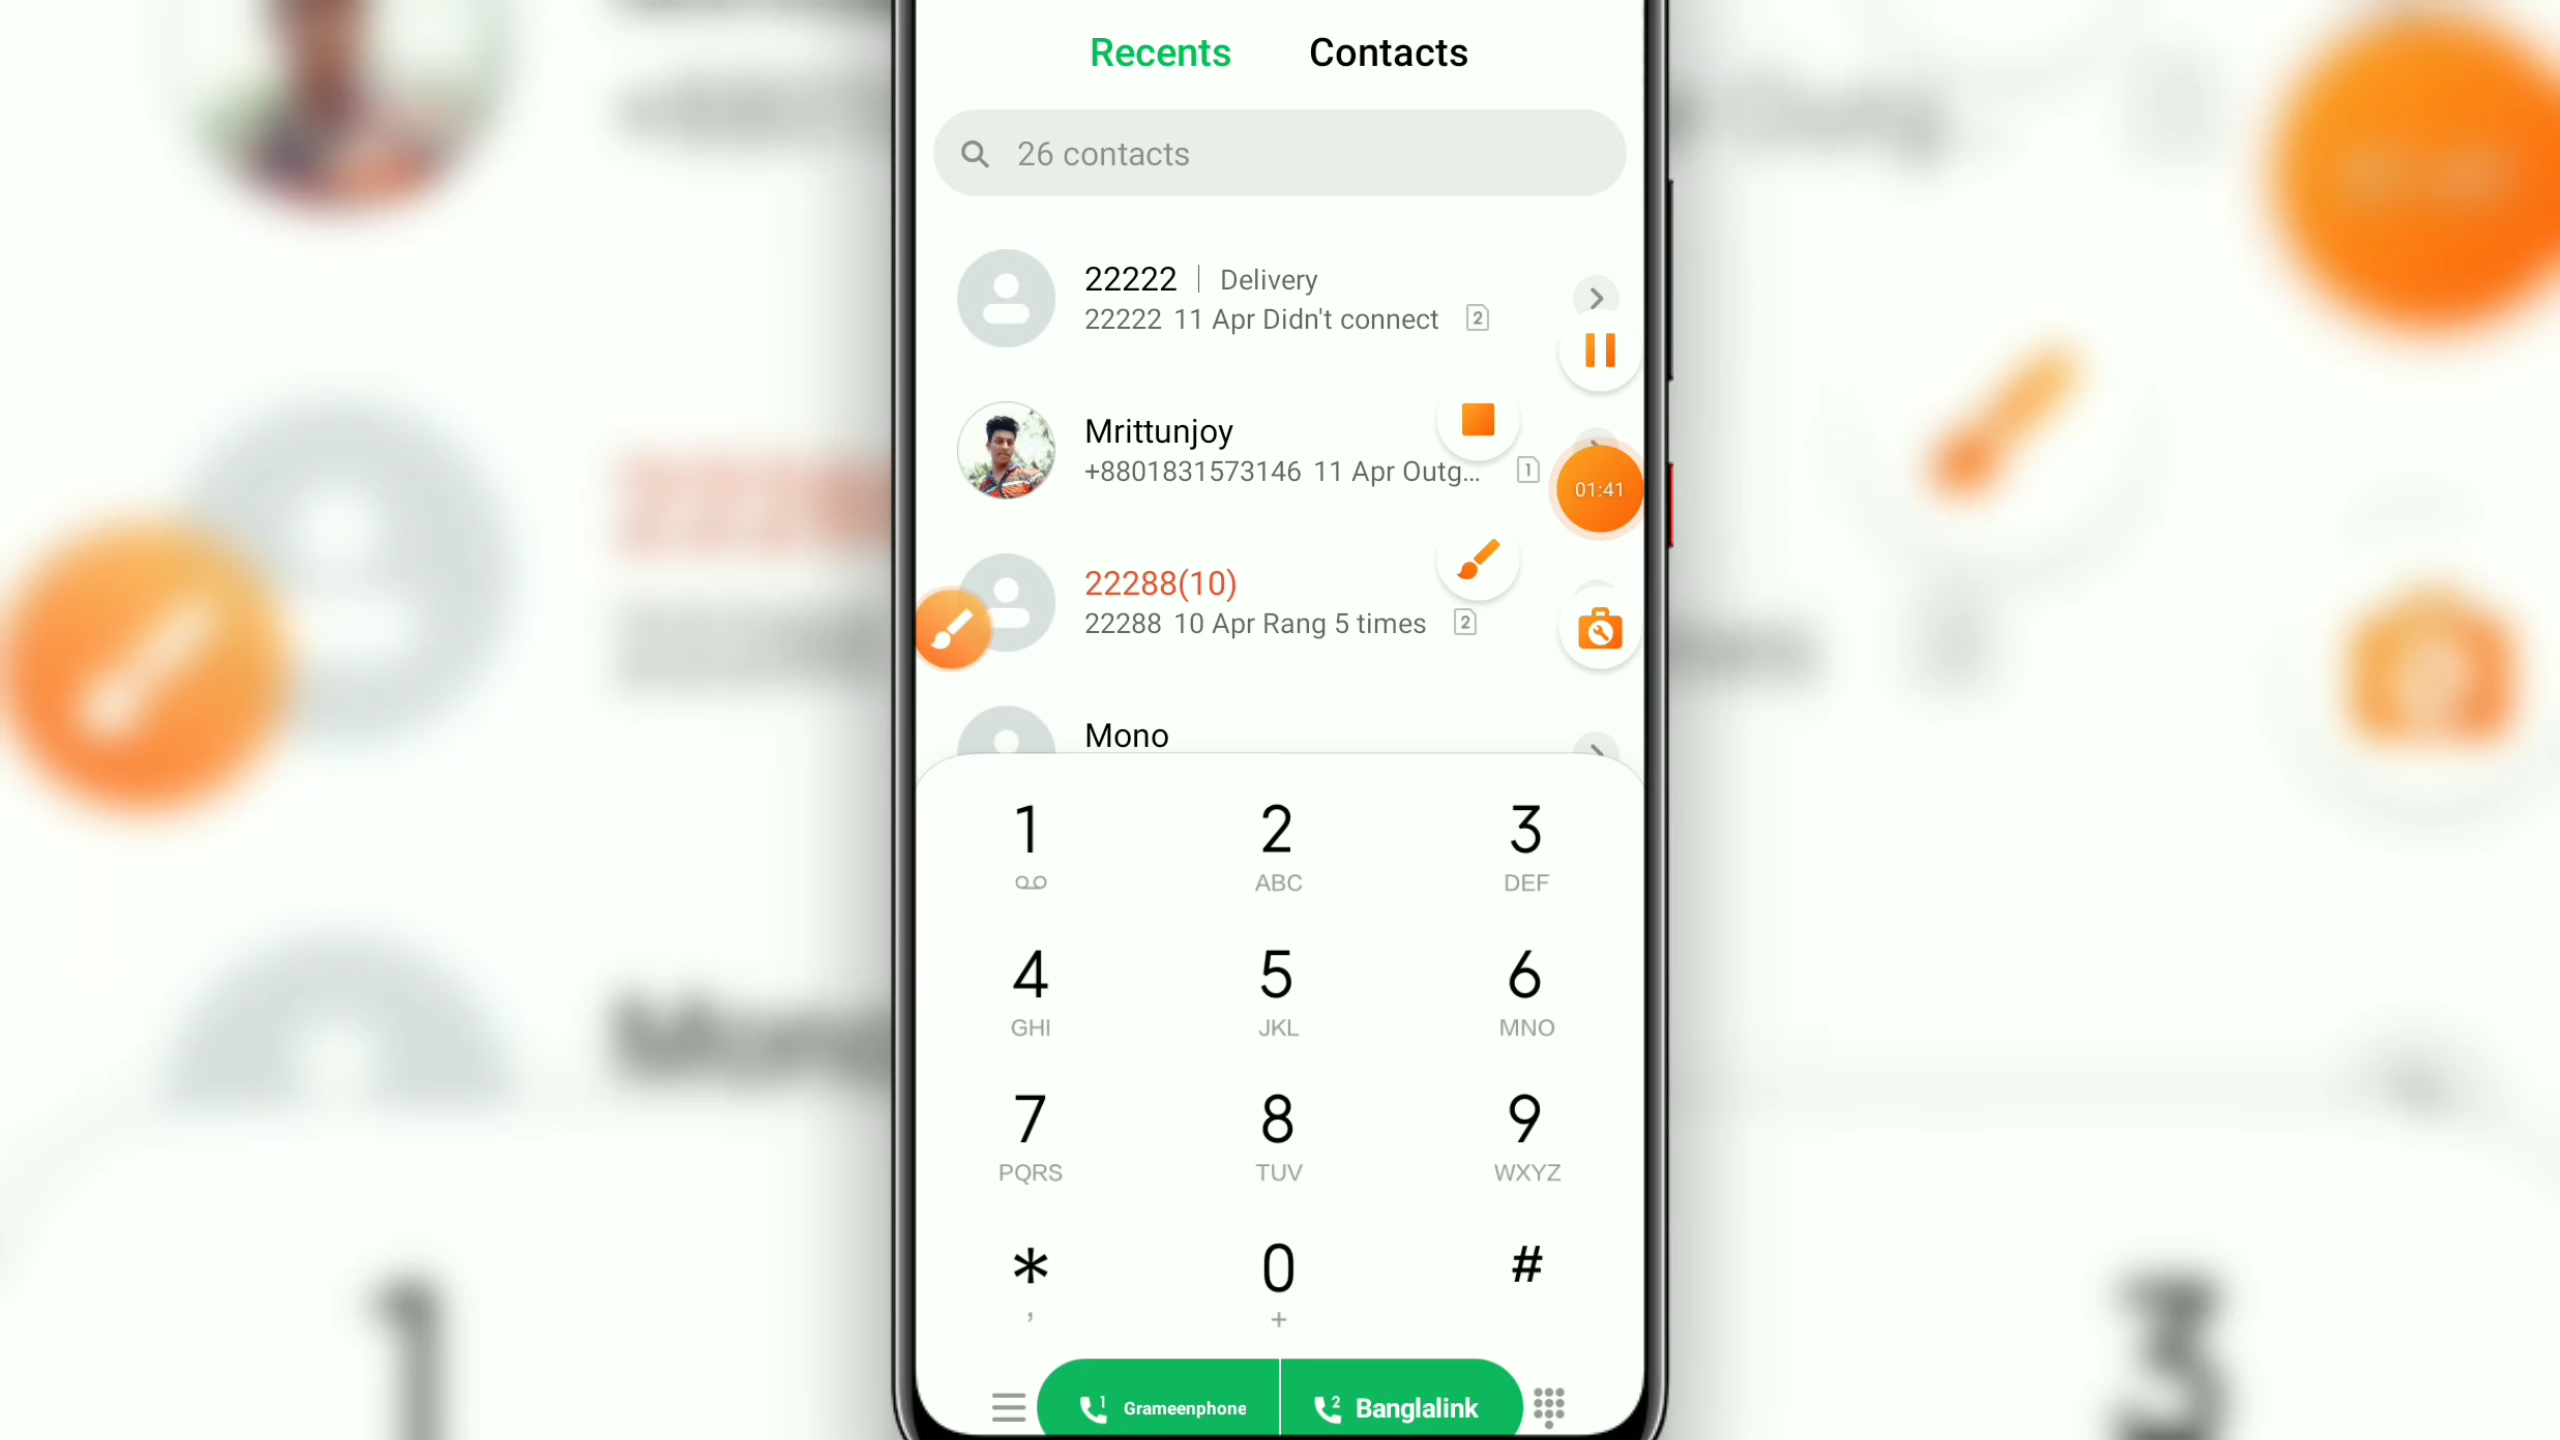 Recents Contacts
26 contacts
22222 | Delivery
22222 11 Apr Didn't connect 2
Mrittunjoy
+8801831573146 11 Apr Outg... 1
01:41
22288(10)
22288 10 Apr Rang 5 times 2
Mono
1 2 3
ABC DEF
4 5 6
GHI JKL MNO
7 8 9
PQRS TUV WXYZ
* 0 #
, +
1 Grameenphone 2 Banglalink